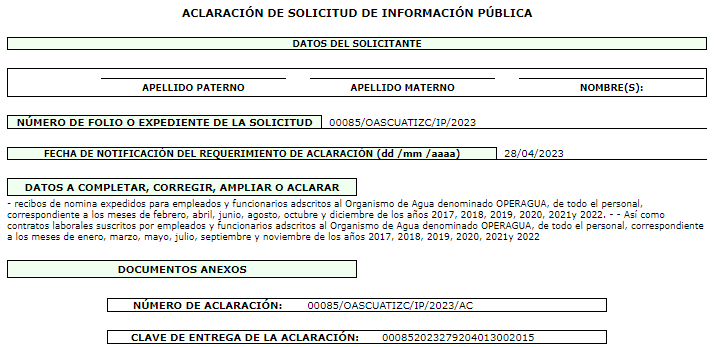 ACLARACIÓN DE SOLICITUD DE INFORMACIÓN PÚBLICA
DATOS DEL SOLICITANTE
APELLIDO PATERNO APELLIDO MATERNO NOMBRE(S):
NÚMERO DE FOLIO O EXPEDIENTE DE LA SOLICITUD 00085/OASCUATIZC/IP/2023
FECHA DE NOTIFICACIÓN DEL REQUERIMIENTO DE ACLARACIÓN (dd /mm /aaaa) 28/04/2023
DATOS A COMPLETAR, CORREGIR, AMPLIAR O ACLARAR
- recibos de nomina expedidos para empleados y funcionarios adscritos al Organismo de Agua denominado OPERAGUA, de todo el personal,
correspondiente a los meses de febrero, abril, junio, agosto, octubre y diciembre de los años 2017, 2018, 2019, 2020, 2021y 2022. - - Así como
contratos laborales suscritos por empleados y funcionarios adscritos al Organismo de Agua denominado OPERAGUA, de todo el personal, correspondiente
a los meses de enero, marzo, mayo, julio, septiembre y noviembre de los años 2017, 2018, 2019, 2020, 2021y 2022
DOCUMENTOS ANEXOS
NÚMERO DE ACLARACIÓN: 00085/OASCUATIZC/IP/2023/AC
CLAVE DE ENTREGA DE LA ACLARACIÓN: 000852023279204013002015